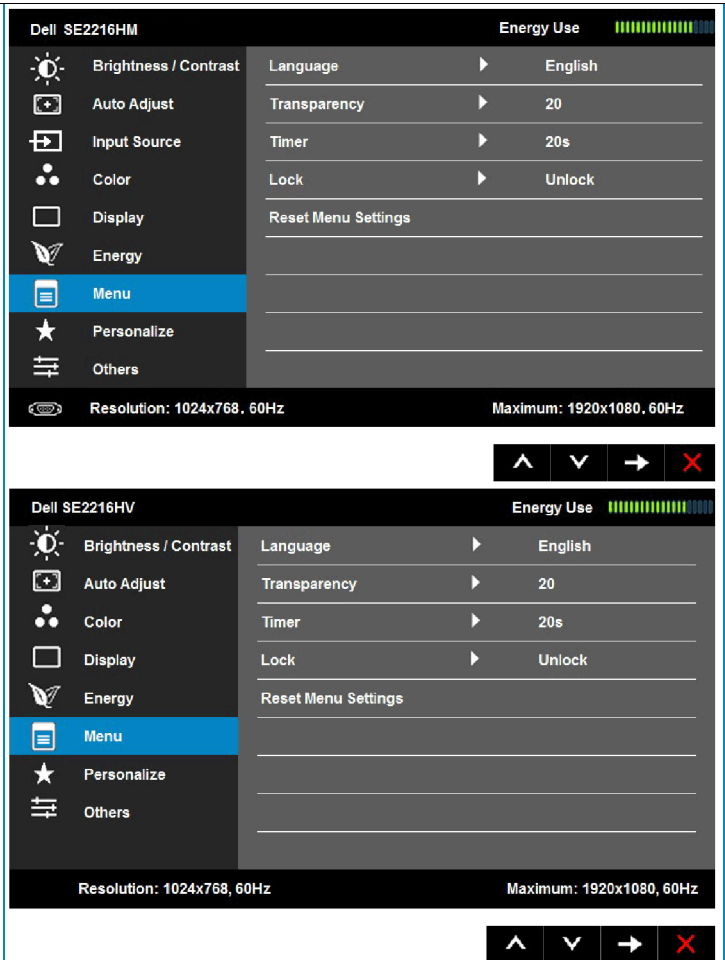 Dell SE2216HM Energy Use
Brightness / Contrast Language English
Auto Adjust Transparency 20
Input Source Timer 20s
Color Lock Unlock
Display Reset Menu Settings
Energy
Menu
Personalize
Others
Resolution: 1024x768. 60Hz Maximum: 1920x1080. 60Hz
Dell SE2216HV Energy Use
Brightness / Contrast Language English
Auto Adjust Transparency 20
Color Timer 20s
Display Lock Unlock
Energy Reset Menu Settings
Menu
Personalize
Others
Resolution: 1024x768, 60Hz Maximum: 1920x1080, 60Hz